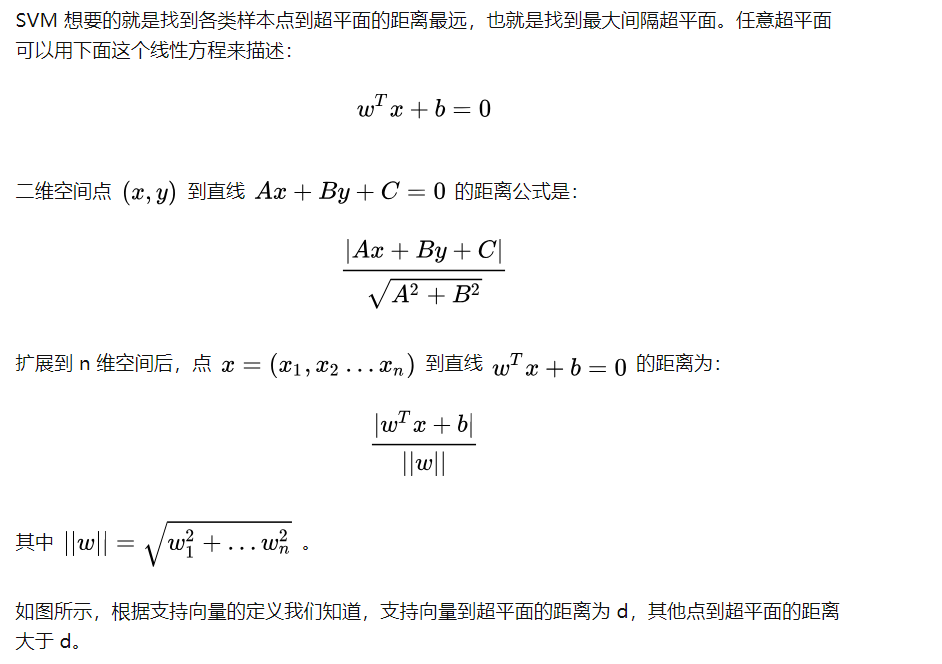 SVM 想要的就是找到各类样本点到超平面的距离最远，也就是找到最大间隔超平面。任意超平面
可以用下面这个线性方程来描述：
$w^T x + b = 0$
二维空间点 $(x, y)$ 到直线 $Ax + By + C = 0$ 的距离公式是：
$\frac{|Ax + By + C|}{\sqrt{A^2 + B^2}}$
扩展到 n 维空间后，点 $x = (x_1, x_2 \ldots x_n)$ 到直线 $w^T x + b = 0$ 的距离为：
$\frac{|w^T x + b|}{||w||}$
其中 $||w|| = \sqrt{w_1^2 + \ldots w_n^2}$ 。
如图所示，根据支持向量的定义我们知道，支持向量到超平面的距离为 d，其他点到超平面的距离
大于 d。